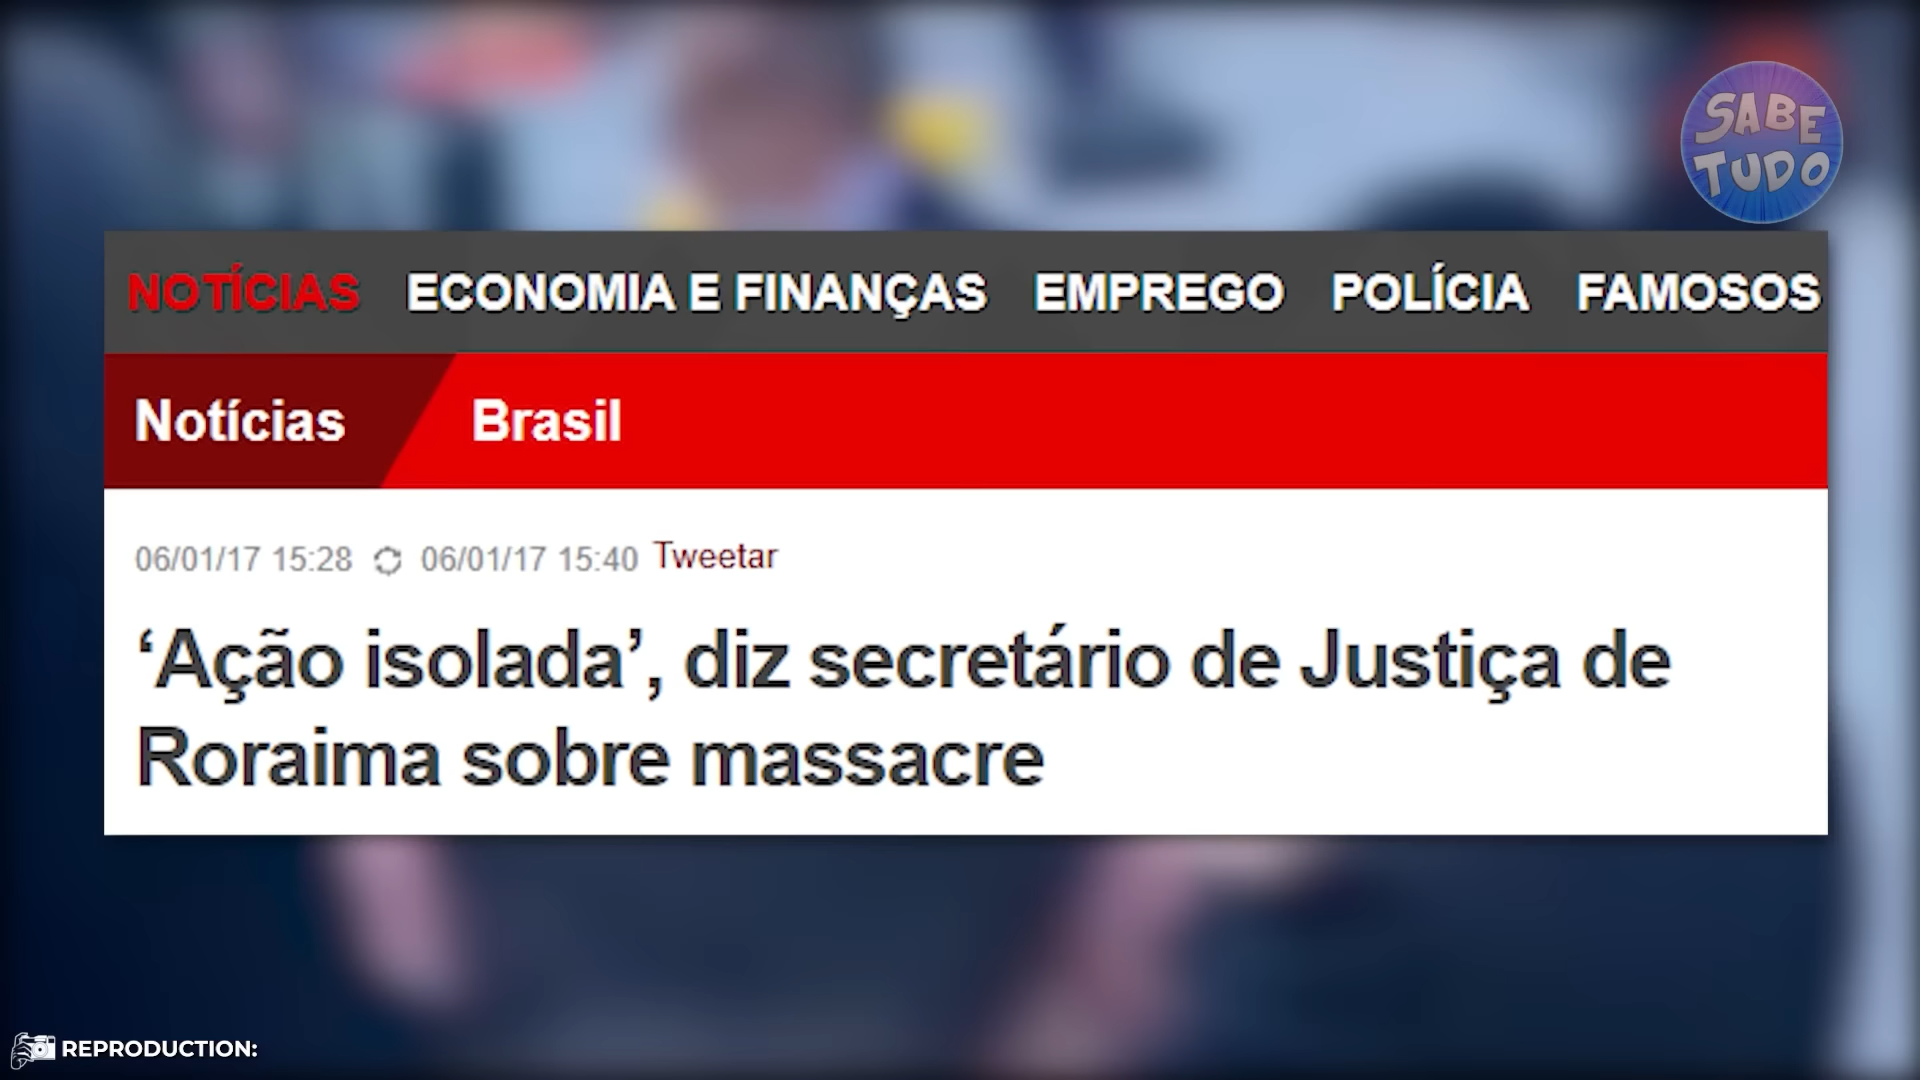 SABE
TUDO
NOTÍCIAS ECONOMIA E FINANÇAS EMPREGO POLÍCIA FAMOSOS
Notícias Brasil
06/01/17 15:28 06/01/17 15:40 Tweetar
‘Ação isolada’, diz secretário de Justiça de
Roraima sobre massacre
REPRODUCTION: